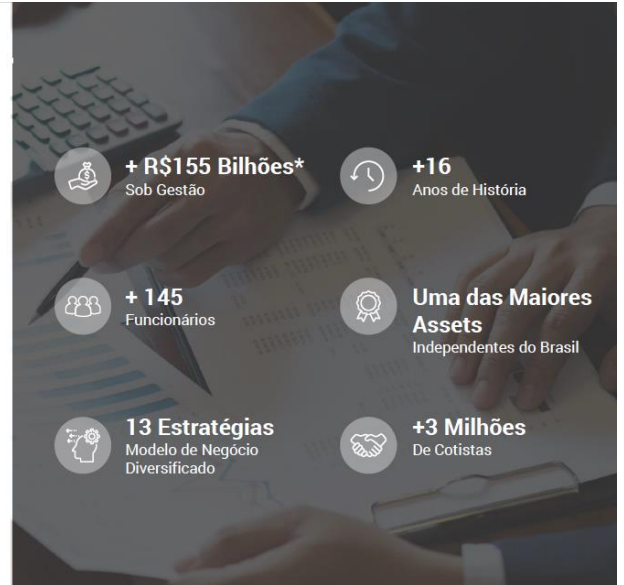 + R$155 Bilhões*
Sob Gestão
+16
Anos de História
+ 145
Funcionários
Uma das Maiores
Assets
Independentes do Brasil
13 Estratégias
Modelo de Negócio
Diversificado
+3 Milhões
De Cotistas